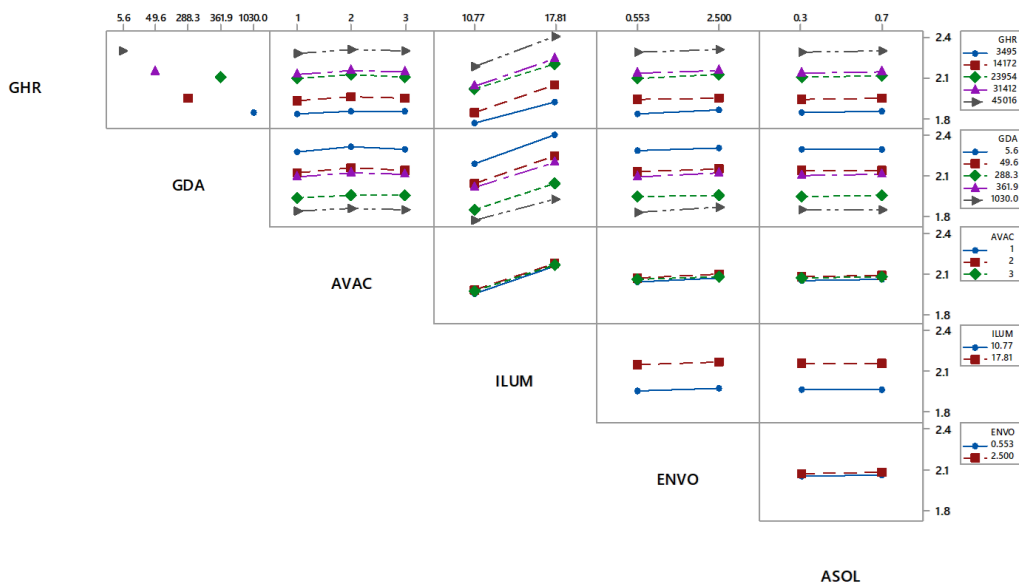 5.6 49.6 288.3 361.9 1030.0 1 2 3 10.77 17.81 0.553 2.500 0.3 0.7
GHR
2.4
2.1
1.8
GHR
3495
14172
23954
31412
45016
GDA
2.4
2.1
1.8
GDA
5.6
49.6
288.3
361.9
1030.0
AVAC
2.4
2.1
1.8
AVAC
1
2
3
ILUM
2.4
2.1
1.8
ILUM
10.77
17.81
ENVO
2.4
2.1
1.8
ENVO
0.553
2.500
ASOL